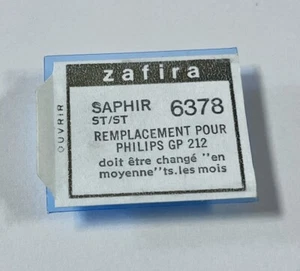 zafira
OUVRIR
SAPHIR 6378
ST/ST
REMPLACEMENT POUR
PHILIPS GP 212
doit être changé "en
moyenne" ts. les mois